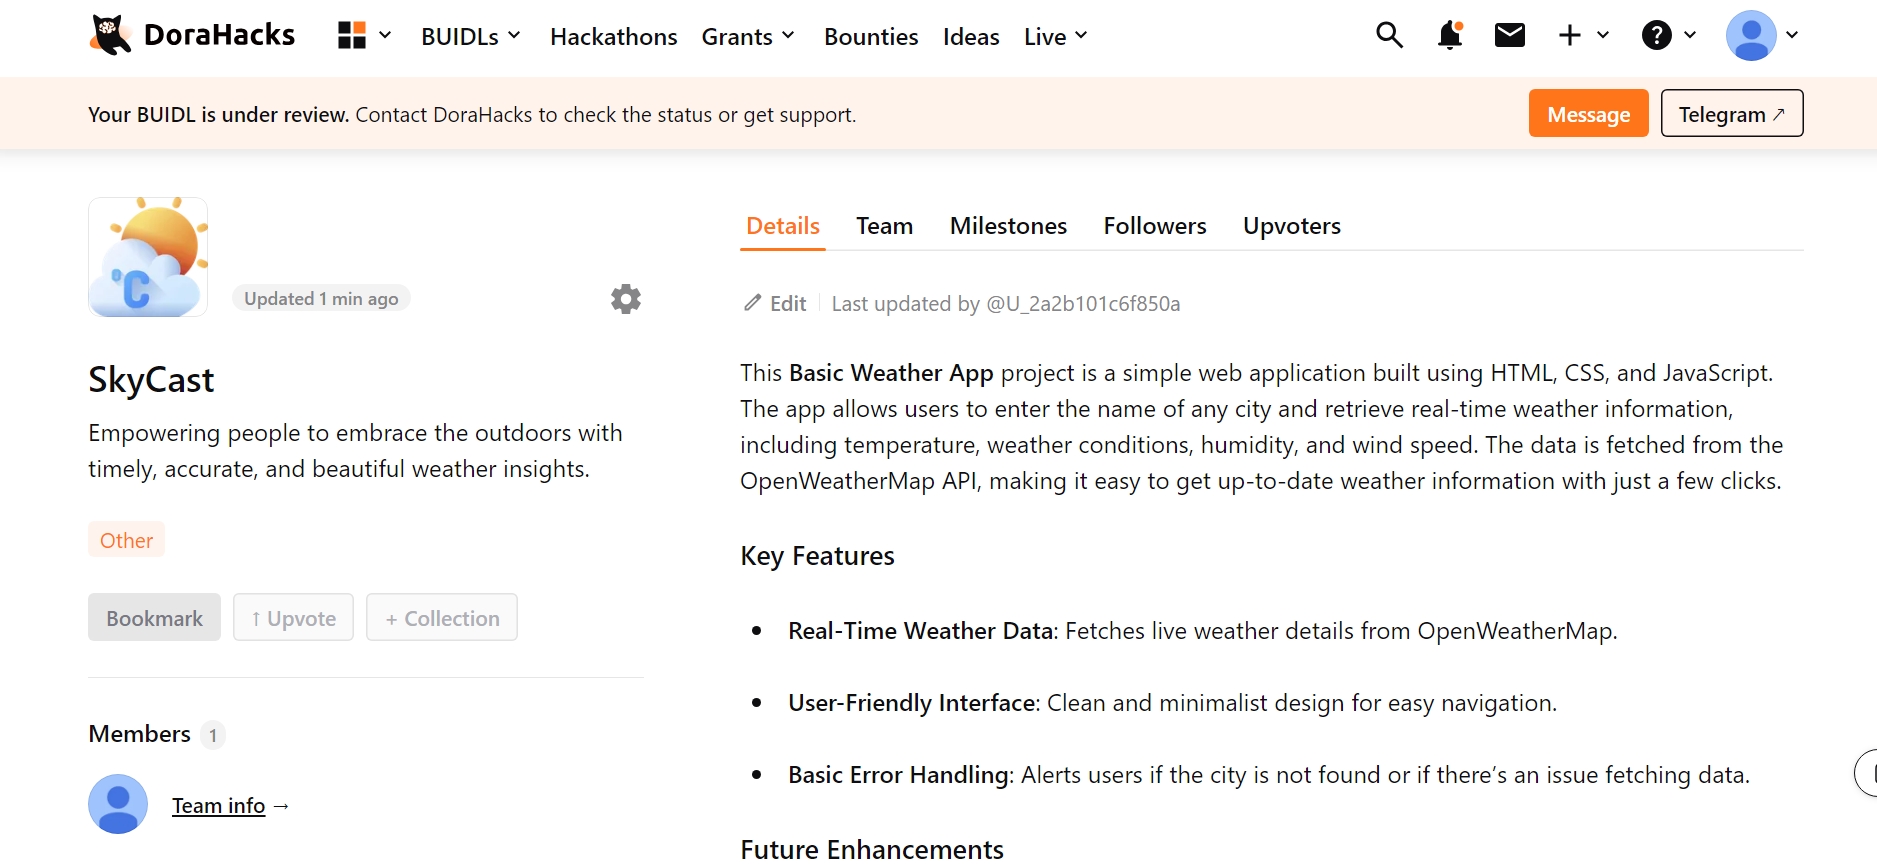 DoraHacks
BUIDLs
Hackathons
Grants
Bounties
Ideas
Live
Your BUIDL is under review. Contact DoraHacks to check the status or get support.
Message
Telegram ↗
°C
Updated 1 min ago
SkyCast
Empowering people to embrace the outdoors with
timely, accurate, and beautiful weather insights.
Other
Bookmark
↑ Upvote
+ Collection
Members 1
Team info →
Details
Team
Milestones
Followers
Upvoters
Edit
Last updated by @U_2a2b101c6f850a
This Basic Weather App project is a simple web application built using HTML, CSS, and JavaScript.
The app allows users to enter the name of any city and retrieve real-time weather information,
including temperature, weather conditions, humidity, and wind speed. The data is fetched from the
OpenWeatherMap API, making it easy to get up-to-date weather information with just a few clicks.
Key Features
• Real-Time Weather Data: Fetches live weather details from OpenWeatherMap.
• User-Friendly Interface: Clean and minimalist design for easy navigation.
• Basic Error Handling: Alerts users if the city is not found or if there’s an issue fetching data.
Future Enhancements